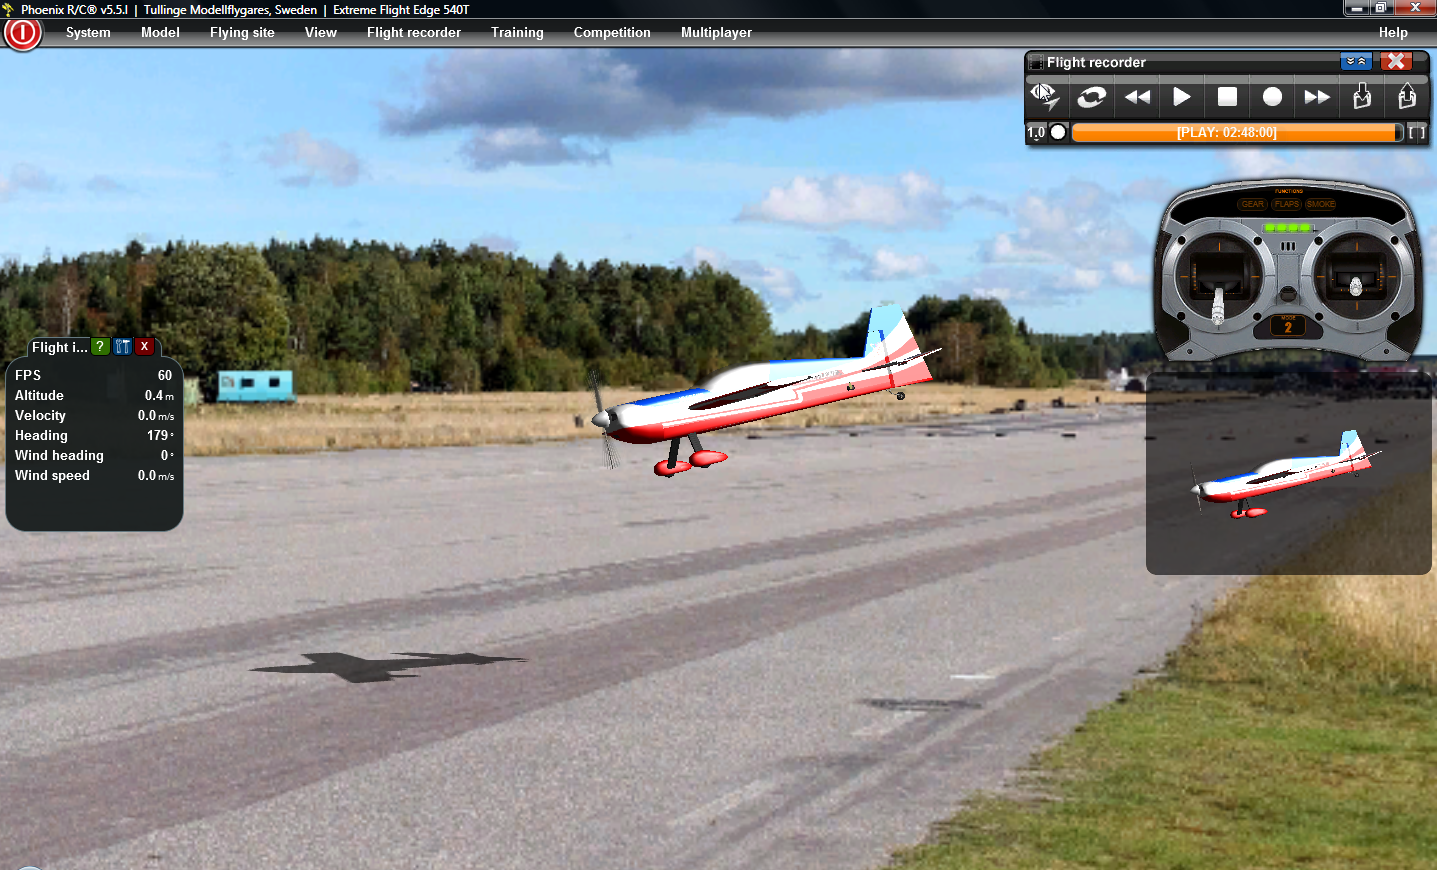 Phoenix R/C® v5.5.l | Tullinge Modellflygares, Sweden | Extreme Flight Edge 540T
System Model Flying site View Flight recorder Training Competition Multiplayer Help
Flight recorder
1.0 [PLAY: 02:48:00] [ ]
FUNCTIONS
GEAR FLAPS SMOKE
MODE
2
Flight i... ? X
FPS 60
Altitude 0.4 m
Velocity 0.0 m/s
Heading 179 °
Wind heading 0 °
Wind speed 0.0 m/s